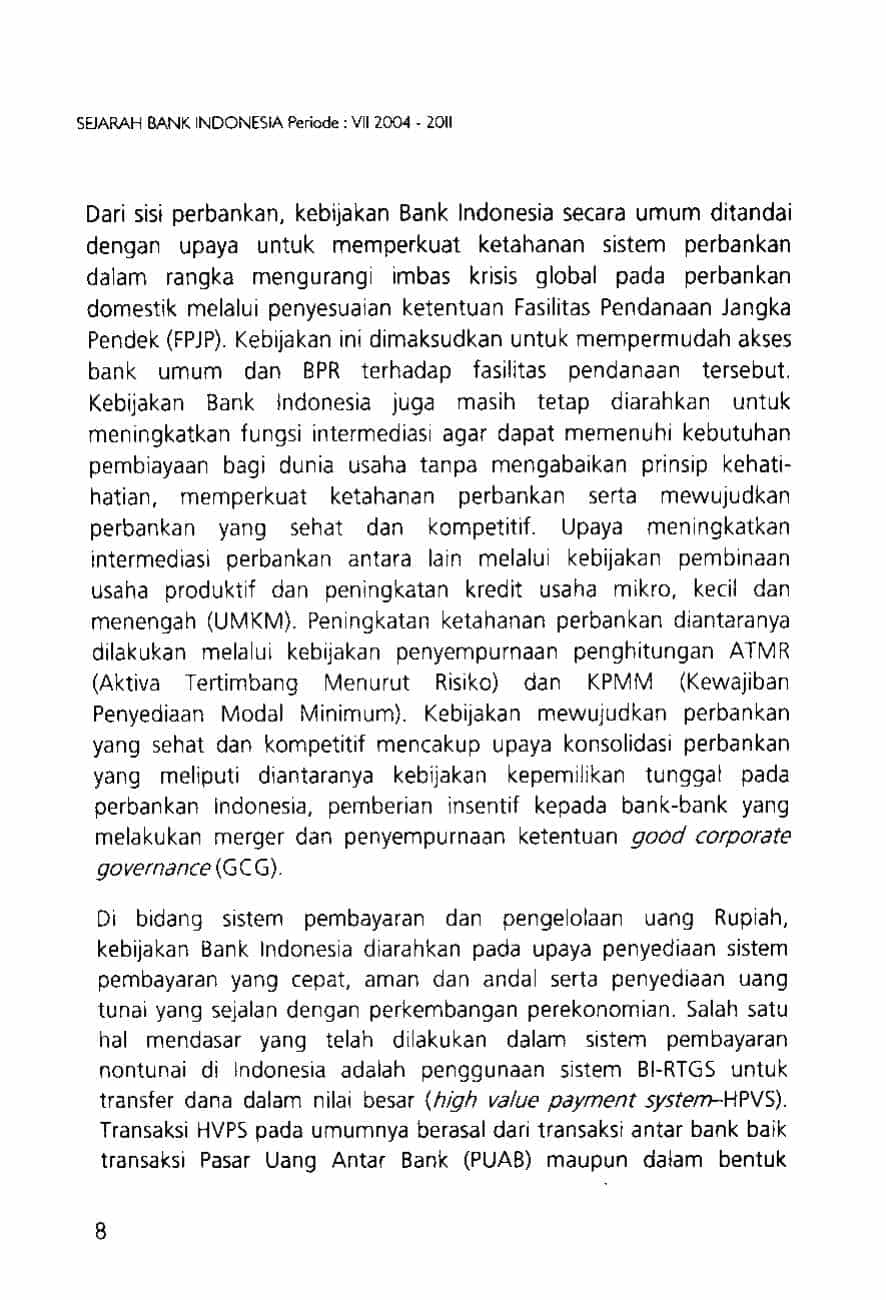 SEJARAH BANK INDONESIA Periode : VII 2004 - 2011
Dari sisi perbankan, kebijakan Bank Indonesia secara umum ditandai
dengan upaya untuk memperkuat ketahanan sistem perbankan
dalam rangka mengurangi imbas krisis global pada perbankan
domestik melalui penyesuaian ketentuan Fasilitas Pendanaan Jangka
Pendek (FPJP). Kebijakan ini dimaksudkan untuk mempermudah akses
bank umum dan BPR terhadap fasilitas pendanaan tersebut.
Kebijakan Bank Indonesia juga masih tetap diarahkan untuk
meningkatkan fungsi intermediasi agar dapat memenuhi kebutuhan
pembiayaan bagi dunia usaha tanpa mengabaikan prinsip kehati-
hatian, memperkuat ketahanan perbankan serta mewujudkan
perbankan yang sehat dan kompetitif. Upaya meningkatkan
intermediasi perbankan antara lain melalui kebijakan pembinaan
usaha produktif dan peningkatan kredit usaha mikro, kecil dan
menengah (UMKM). Peningkatan ketahanan perbankan diantaranya
dilakukan melalui kebijakan penyempurnaan penghitungan ATMR
(Aktiva Tertimbang Menurut Risiko) dan KPMM (Kewajiban
Penyediaan Modal Minimum). Kebijakan mewujudkan perbankan
yang sehat dan kompetitif mencakup upaya konsolidasi perbankan
yang meliputi diantaranya kebijakan kepemilikan tunggal pada
perbankan Indonesia, pemberian insentif kepada bank-bank yang
melakukan merger dan penyempurnaan ketentuan good corporate
governance (GCG).
Di bidang sistem pembayaran dan pengelolaan uang Rupiah,
kebijakan Bank Indonesia diarahkan pada upaya penyediaan sistem
pembayaran yang cepat, aman dan andal serta penyediaan uang
tunai yang sejalan dengan perkembangan perekonomian. Salah satu
hal mendasar yang telah dilakukan dalam sistem pembayaran
nontunai di Indonesia adalah penggunaan sistem BI-RTGS untuk
transfer dana dalam nilai besar (high value payment system-HPVS).
Transaksi HVPS pada umumnya berasal dari transaksi antar bank baik
transaksi Pasar Uang Antar Bank (PUAB) maupun dalam bentuk
8